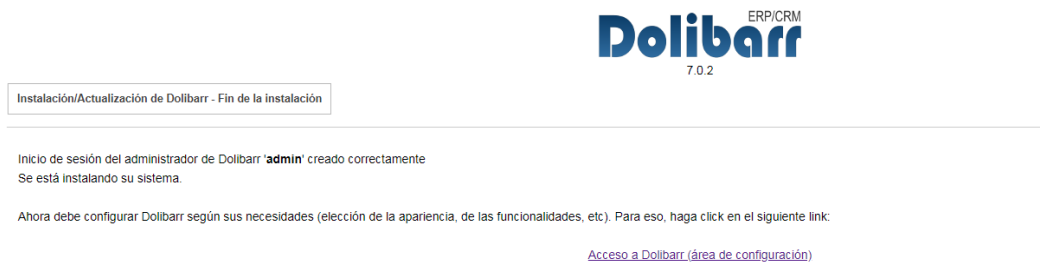 ERP/CRM
Dolibarr
7.0.2
Instalación/Actualización de Dolibarr - Fin de la instalación
Inicio de sesión del administrador de Dolibarr 'admin' creado correctamente
Se está instalando su sistema.
Ahora debe configurar Dolibarr según sus necesidades (elección de la apariencia, de las funcionalidades, etc). Para eso, haga click en el siguiente link:
Acceso a Dolibarr (área de configuración)